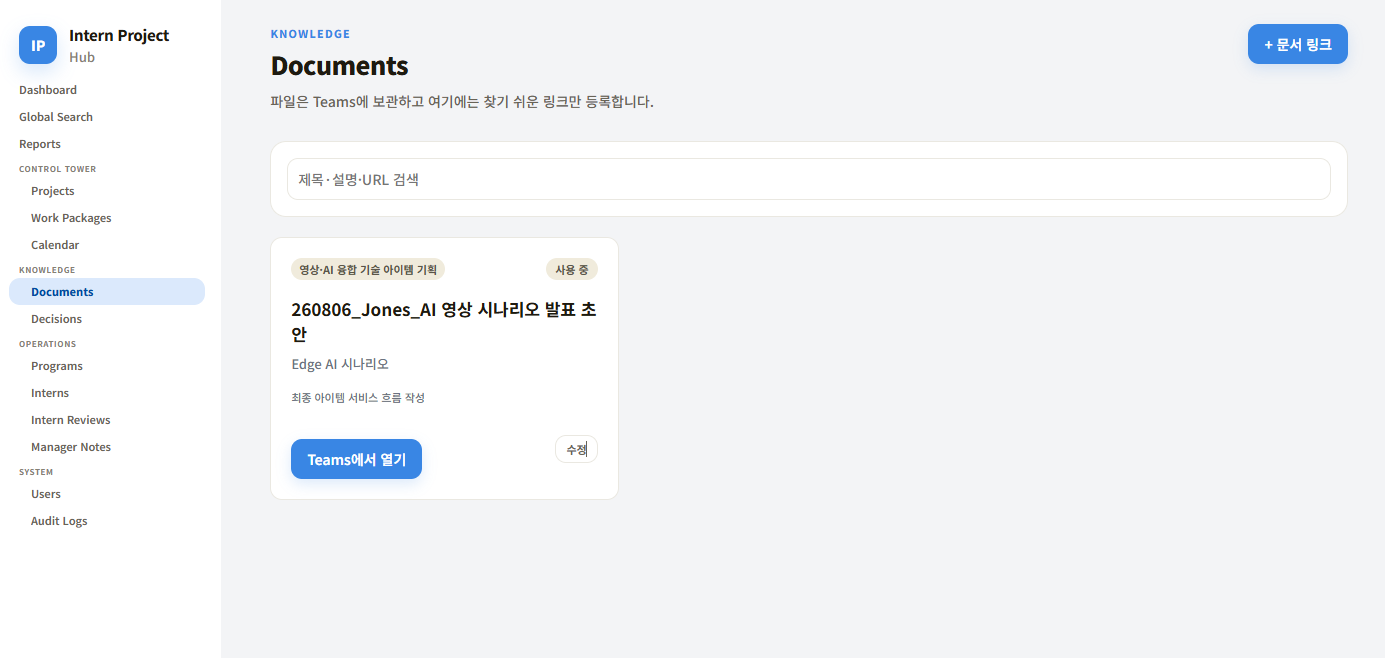 IP
Intern Project
Hub
Dashboard
Global Search
Reports
CONTROL TOWER
Projects
Work Packages
Calendar
KNOWLEDGE
Documents
Decisions
OPERATIONS
Programs
Interns
Intern Reviews
Manager Notes
SYSTEM
Users
Audit Logs
KNOWLEDGE
Documents
파일은 Teams에 보관하고 여기에는 찾기 쉬운 링크만 등록합니다.
+ 문서 링크
제목·설명·URL 검색
영상·AI 융합 기술 아이템 기획
사용 중
260806_Jones_AI 영상 시나리오 발표 초
안
Edge AI 시나리오
최종 아이템 서비스 흐름 작성
Teams에서 열기
수정